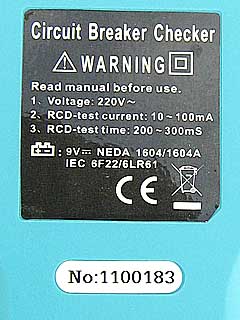 Circuit Breaker Checker
WARNING
Read manual before use.
1、Voltage: 220V~
2、RCD-test current: 10~100mA
3、RCD-test time: 200~300mS
: 9V⎓ NEDA 1604/1604A
IEC 6F22/6LR61
CE
No:1100183